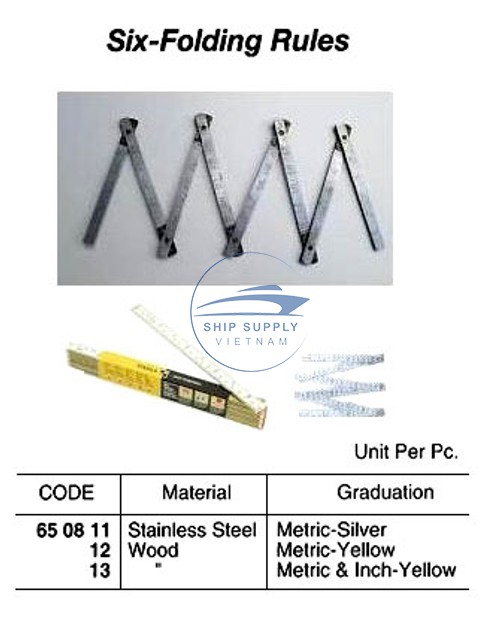 Six-Folding Rules
SHIP SUPPLY
VIETNAM
Unit Per Pc.
CODE Material Graduation
65 08 11 Stainless Steel Metric-Silver
12 Wood Metric-Yellow
13 " Metric & Inch-Yellow